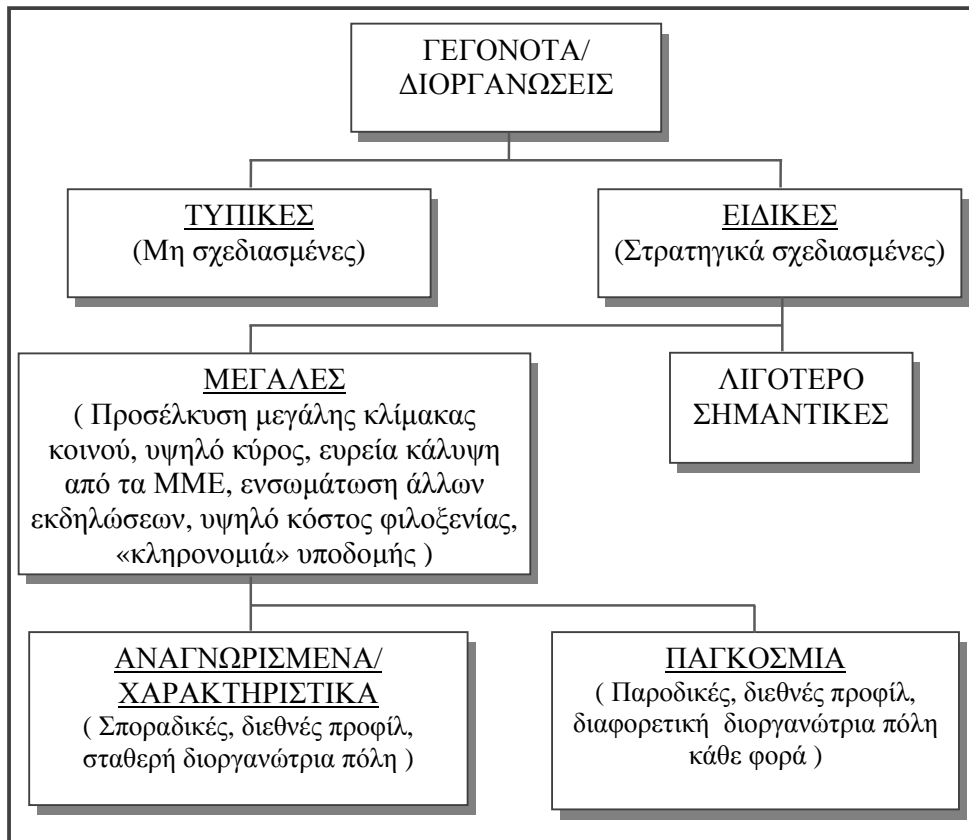 ΓΕΓΟΝΟΤΑ/
ΔΙΟΡΓΑΝΩΣΕΙΣ
ΤΥΠΙΚΕΣ
(Μη σχεδιασμένες)
ΕΙΔΙΚΕΣ
(Στρατηγικά σχεδιασμένες)
ΜΕΓΑΛΕΣ
( Προσέλκυση μεγάλης κλίμακας
κοινού, υψηλό κύρος, ευρεία κάλυψη
από τα ΜΜΕ, ενσωμάτωση άλλων
εκδηλώσεων, υψηλό κόστος φιλοξενίας,
«κληρονομιά» υποδομής )
ΛΙΓΟΤΕΡΟ
ΣΗΜΑΝΤΙΚΕΣ
ΑΝΑΓΝΩΡΙΣΜΕΝΑ/
ΧΑΡΑΚΤΗΡΙΣΤΙΚΑ
( Σποραδικές, διεθνές προφίλ,
σταθερή διοργανώτρια πόλη )
ΠΑΓΚΟΣΜΙΑ
( Παροδικές, διεθνές προφίλ,
διαφορετική διοργανώτρια πόλη
κάθε φορά )